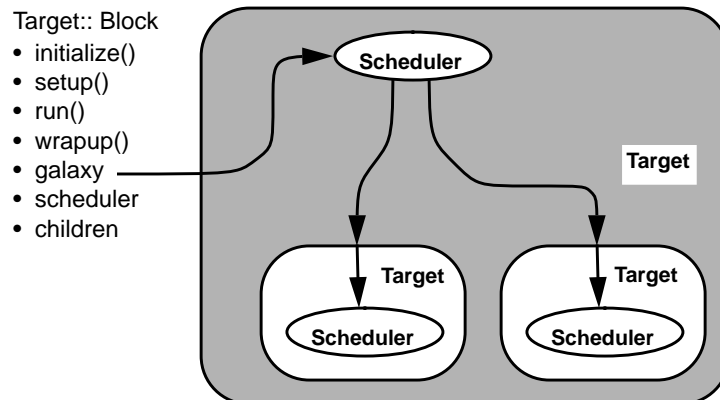 Target:: Block
• initialize()
• setup()
• run()
• wrapup()
• galaxy
• scheduler
• children
Scheduler
Target
Target
Target
Scheduler
Scheduler